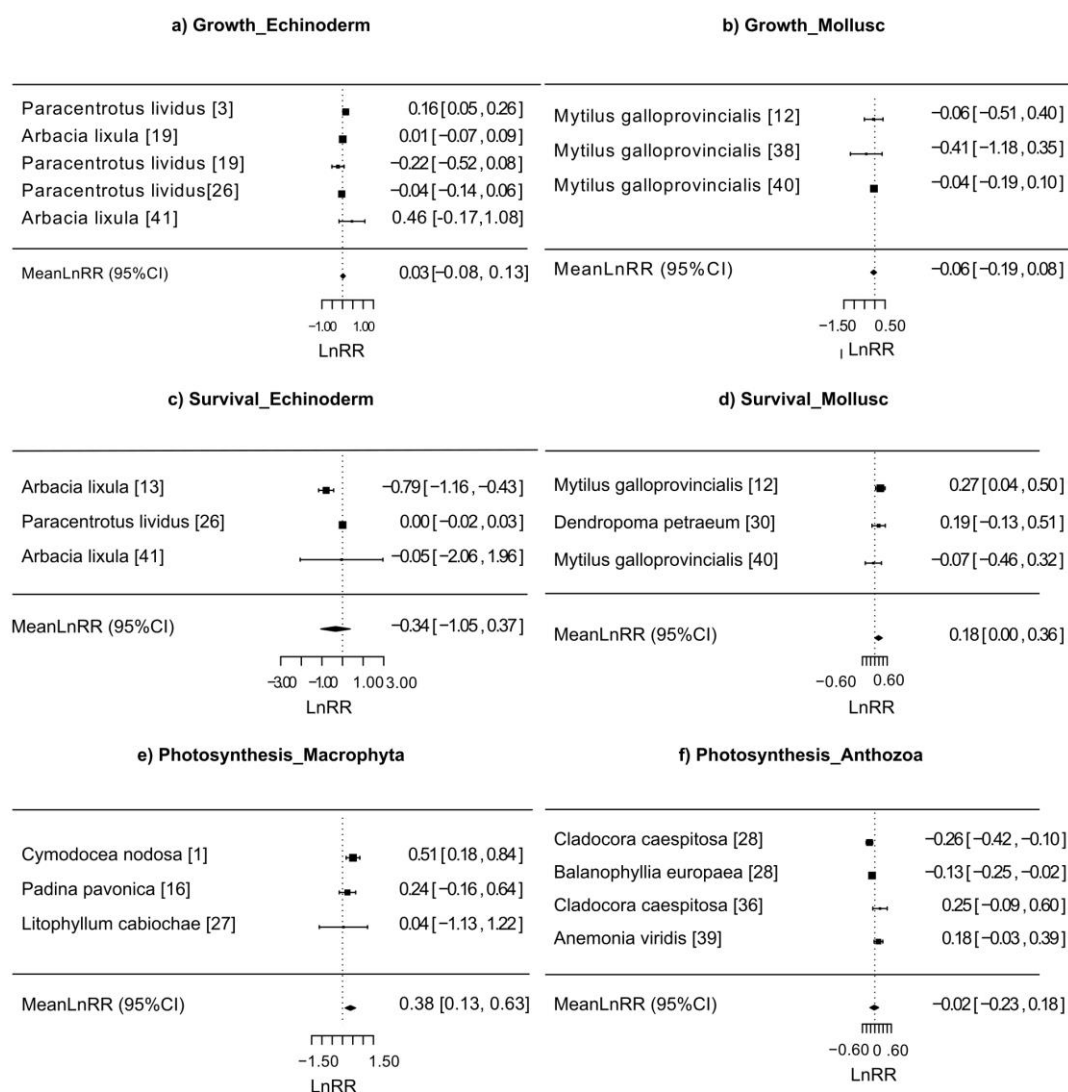 a) Growth_Echinoderm
Paracentrotus lividus [3] 0.16 [0.05, 0.26]
Arbacia lixula [19] 0.01 [−0.07, 0.09]
Paracentrotus lividus [19] −0.22 [−0.52, 0.08]
Paracentrotus lividus[26] −0.04 [−0.14, 0.06]
Arbacia lixula [41] 0.46 [−0.17,1.08]
MeanLnRR (95%CI) 0.03[−0.08, 0.13]
−1.00 1.00
LnRR
b) Growth_Mollusc
Mytilus galloprovincialis [12] −0.06[−0.51, 0.40]
Mytilus galloprovincialis [38] −0.41[−1.18, 0.35]
Mytilus galloprovincialis [40] −0.04[−0.19, 0.10]
MeanLnRR (95%CI) −0.06[−0.19, 0.08]
−1.50 0.50
LnRR
c) Survival_Echinoderm
Arbacia lixula [13] −0.79[−1.16, −0.43]
Paracentrotus lividus [26] 0.00 [−0.02, 0.03]
Arbacia lixula [41] −0.05[−2.06, 1.96]
MeanLnRR (95%CI) −0.34[−1.05, 0.37]
−3.00 −1.00 1.00 3.00
LnRR
d) Survival_Mollusc
Mytilus galloprovincialis [12] 0.27[0.04, 0.50]
Dendropoma petraeum [30] 0.19[−0.13, 0.51]
Mytilus galloprovincialis [40] −0.07[−0.46, 0.32]
MeanLnRR (95%CI) 0.18[0.00, 0.36]
−0.60 0.60
LnRR
e) Photosynthesis_Macrophyta
Cymodocea nodosa [1] 0.51 [0.18, 0.84]
Padina pavonica [16] 0.24 [−0.16, 0.64]
Litophyllum cabiochae [27] 0.04 [−1.13, 1.22]
MeanLnRR (95%CI) 0.38 [0.13, 0.63]
−1.50 1.50
LnRR
f) Photosynthesis_Anthozoa
Cladocora caespitosa [28] −0.26[−0.42, −0.10]
Balanophyllia europaea [28] −0.13[−0.25, −0.02]
Cladocora caespitosa [36] 0.25[−0.09, 0.60]
Anemonia viridis [39] 0.18[−0.03, 0.39]
MeanLnRR (95%CI) −0.02[−0.23, 0.18]
−0.60 0 .60
LnRR